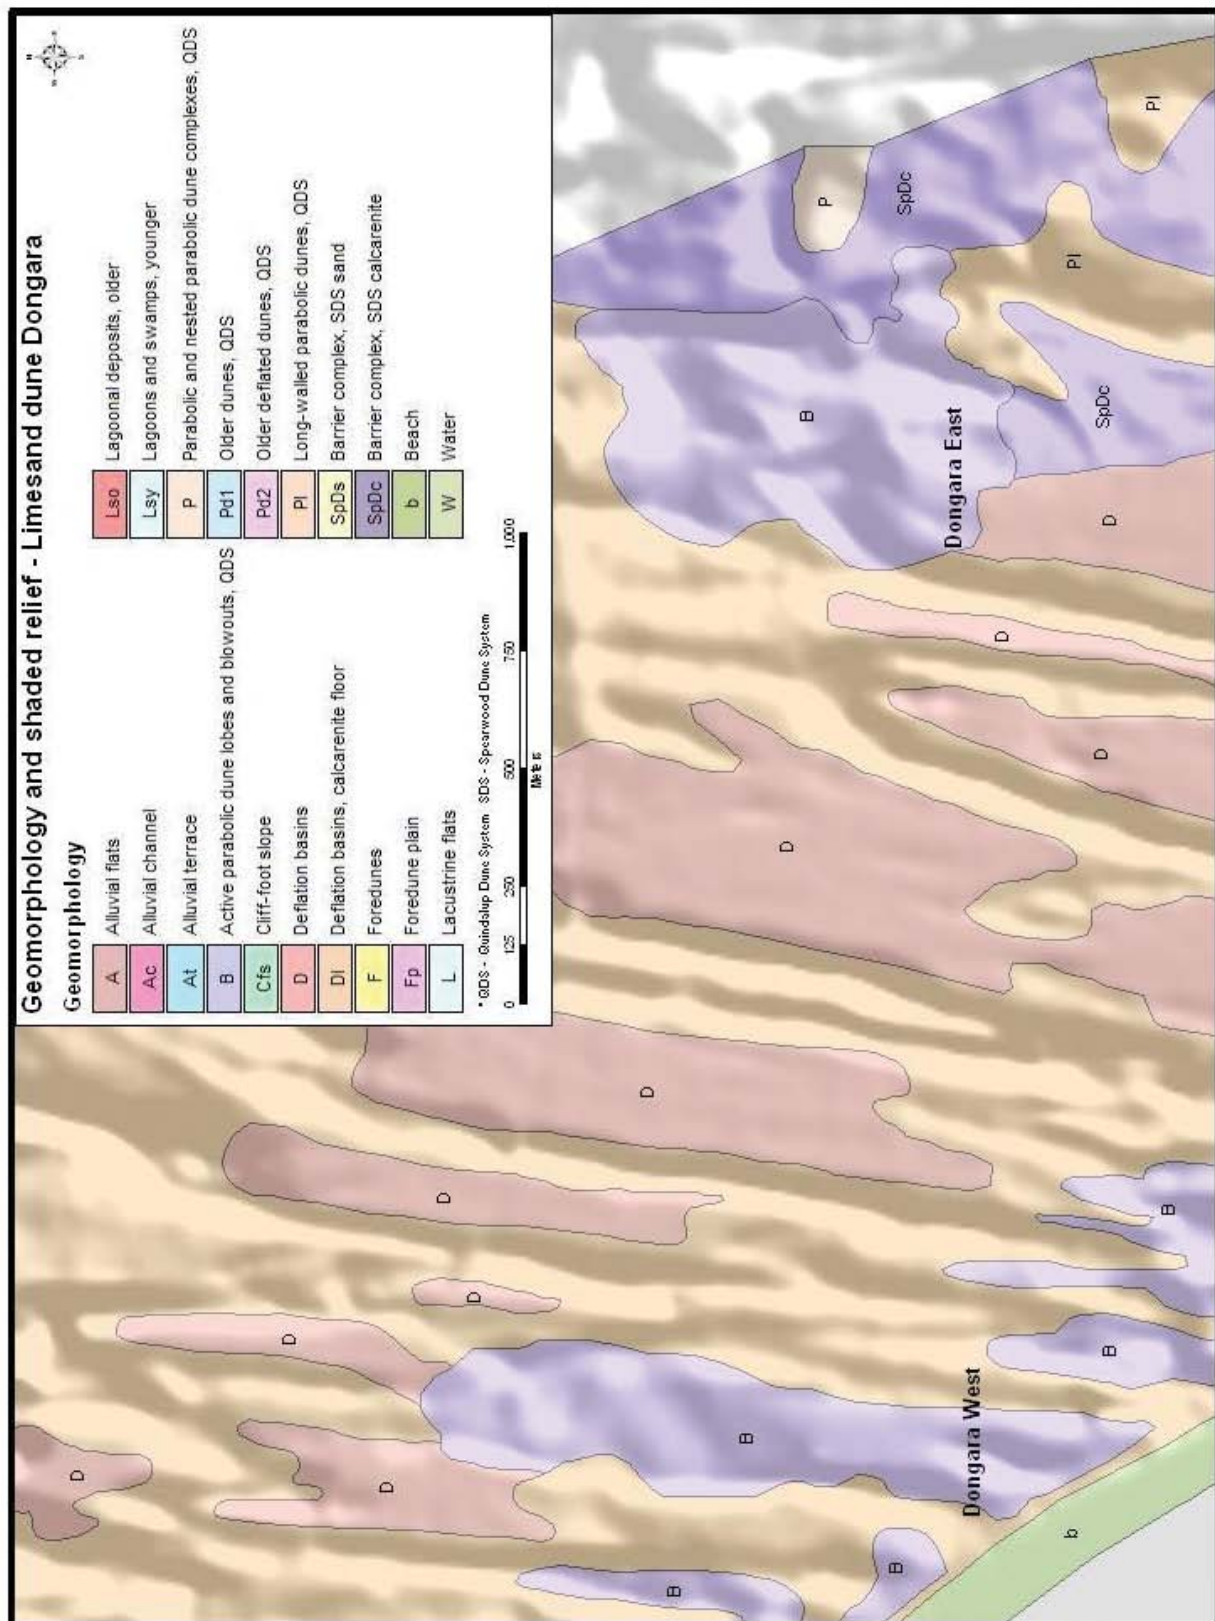 Geomorphology and shaded relief - Limesand dune Dongara
Geomorphology
A Alluvial flats
Ac Alluvial channel
At Alluvial terrace
B Active parabolic dune lobes and blowouts, QDS
Cfs Cliff-foot slope
D Deflation basins
Dl Deflation basins, calcarenite floor
F Foredunes
Fp Foredune plain
L Lacustrine flats
Lso Lagoonal deposits, older
Lsy Lagoons and swamps, younger
P Parabolic and nested parabolic dune complexes, QDS
Pd1 Older dunes, QDS
Pd2 Older deflated dunes, QDS
Pl Long-walled parabolic dunes, QDS
SpDs Barrier complex, SDS sand
SpDc Barrier complex, SDS calcarenite
b Beach
W Water
* QDS - Quindalup Dune System SDS - Spearwood Dune System
0 125 250 500 750 1,000
Meters
D
D
D
D
D
D
D
B
B
B
B
B
Dongara West
b
D
D
D
D
B
Dongara East
P
SpDc
Pl
Pl
SpDc